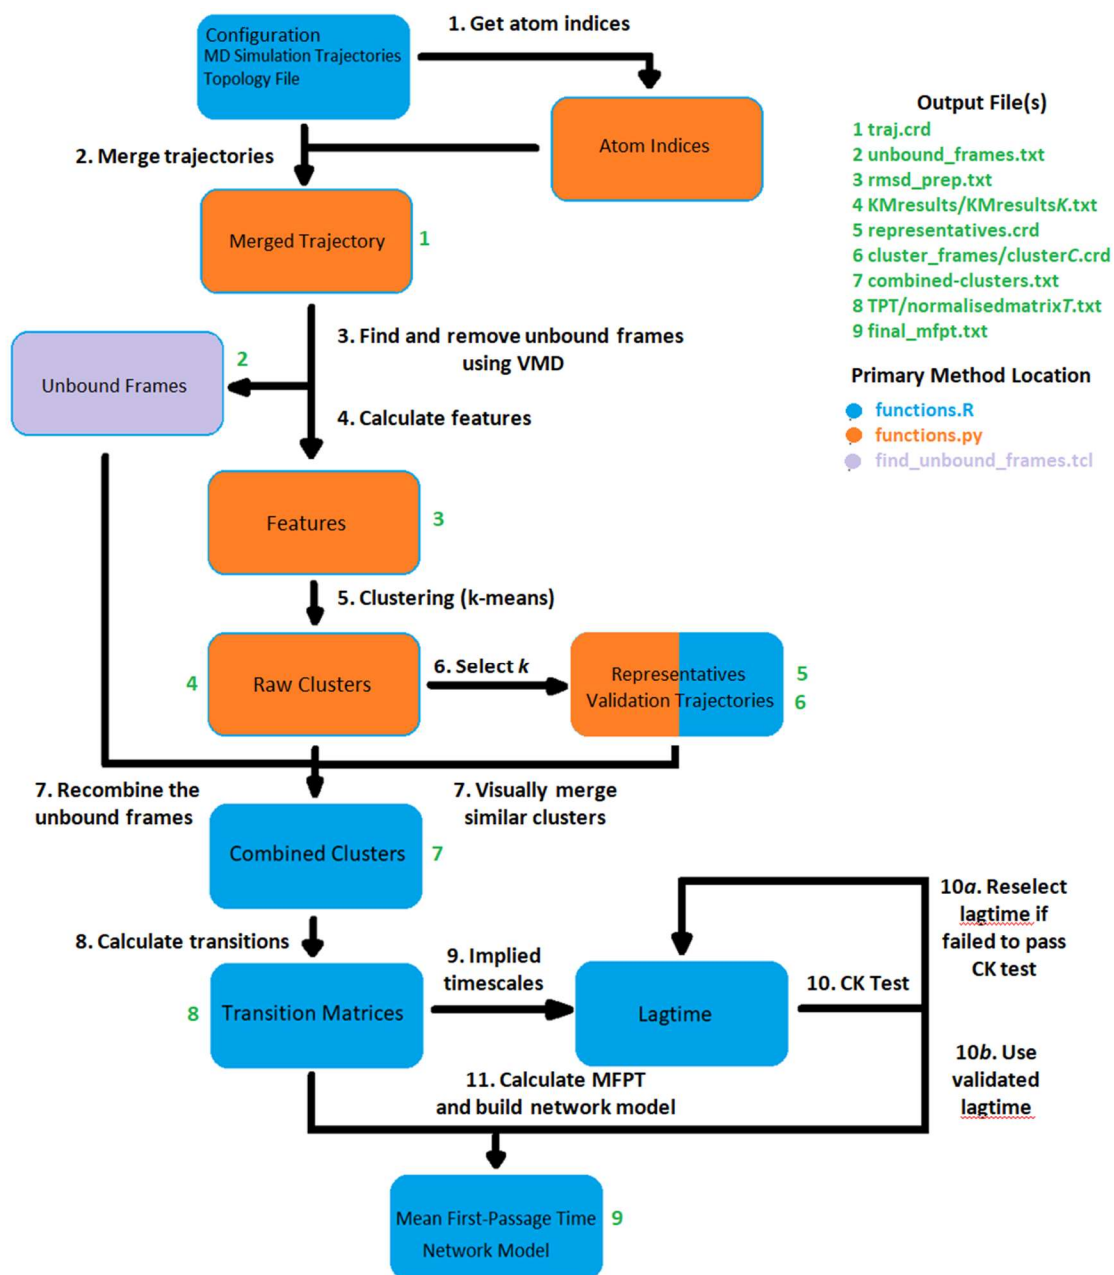 Configuration
MD Simulation Trajectories
Topology File
1. Get atom indices
Atom Indices
2. Merge trajectories
Merged Trajectory
1
3. Find and remove unbound frames
using VMD
Unbound Frames
2
4. Calculate features
Features
3
5. Clustering (k-means)
4
Raw Clusters
6. Select k
Representatives
Validation Trajectories
5
6
7. Recombine the
unbound frames
7. Visually merge
similar clusters
Combined Clusters
7
8. Calculate transitions
8
Transition Matrices
9. Implied
timescales
Lagtime
10. CK Test
10a. Reselect
lagtime if
failed to pass
CK test
10b. Use
validated
lagtime
11. Calculate MFPT
and build network model
Mean First-Passage Time
Network Model
9
Output File(s)
1 traj.crd
2 unbound_frames.txt
3 rmsd_prep.txt
4 KMresults/KMresultsK.txt
5 representatives.crd
6 cluster_frames/clusterC.crd
7 combined-clusters.txt
8 TPT/normalisedmatrixT.txt
9 final_mfpt.txt
Primary Method Location
functions.R
functions.py
find_unbound_frames.tcl